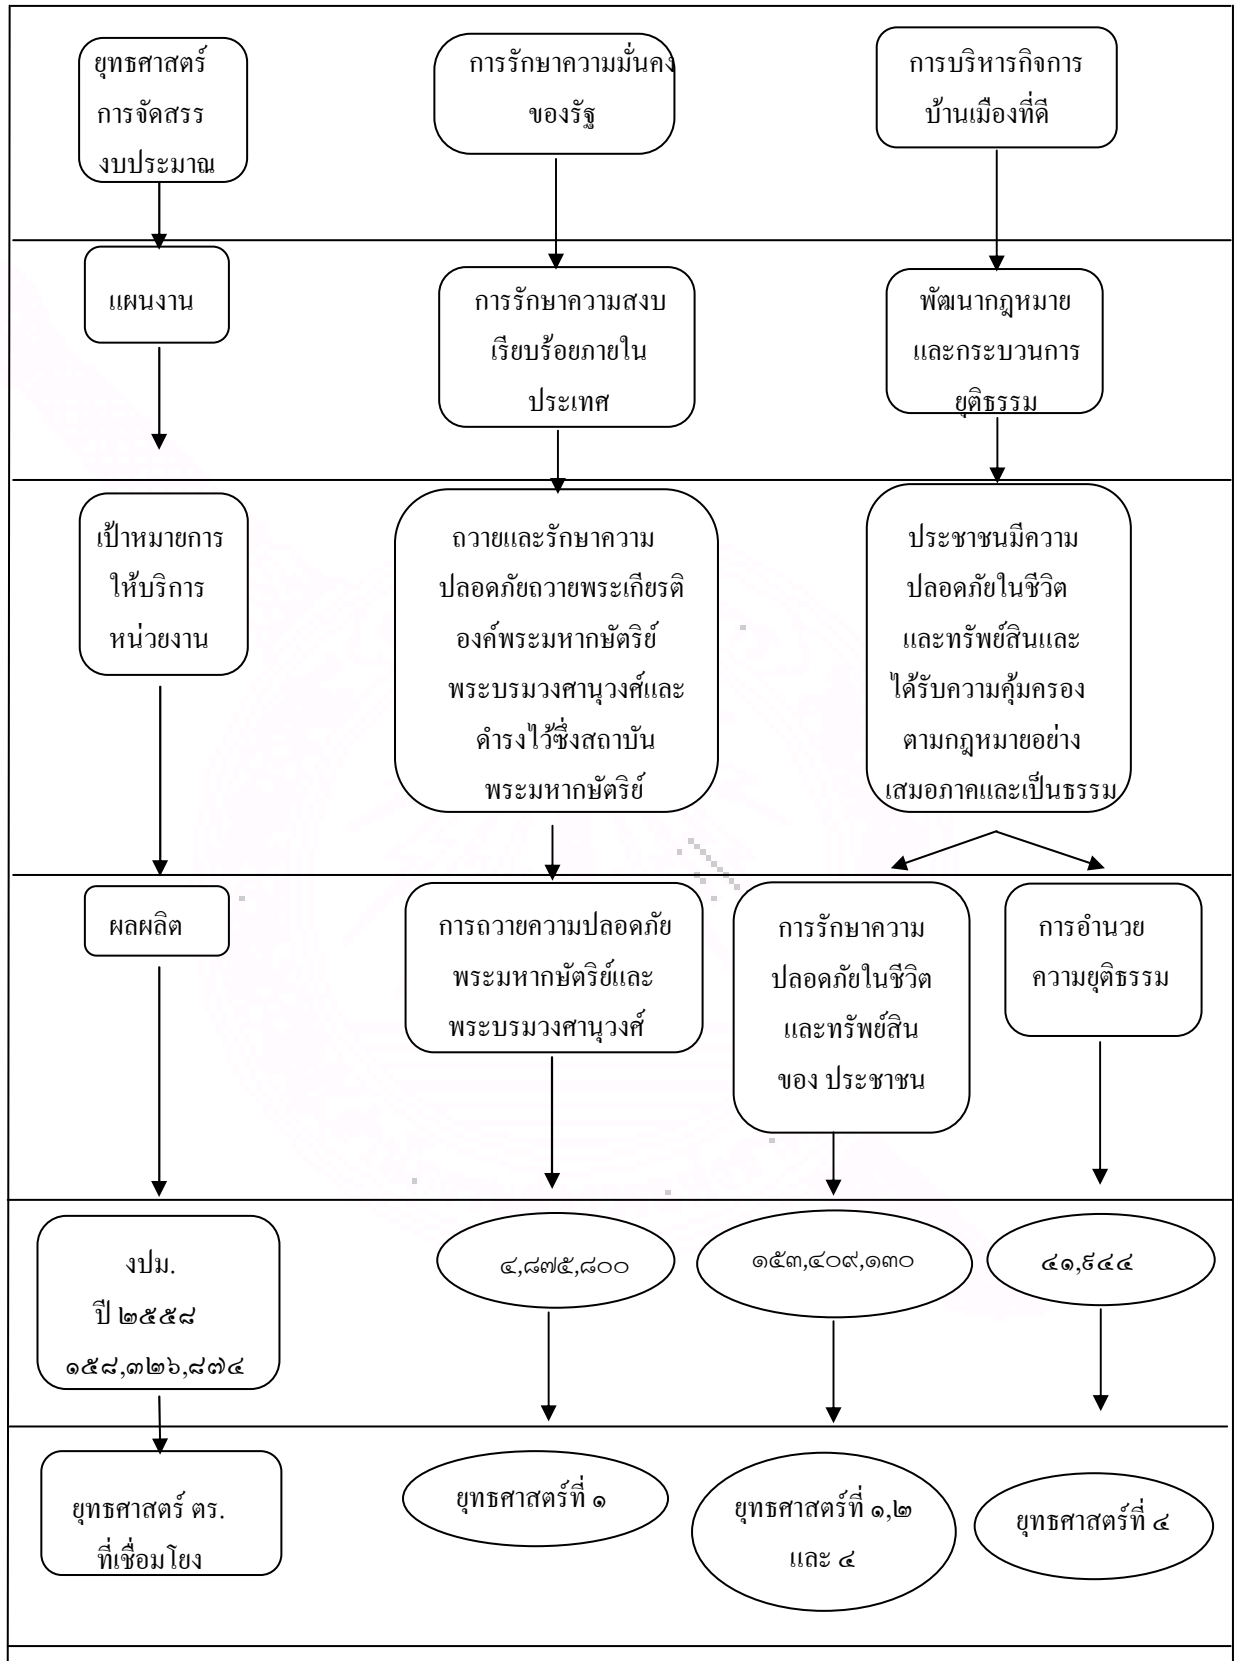 ยุทธศาสตร์
การจัดสรร
งบประมาณ
การรักษาความมั่นคง
ของรัฐ
การบริหารกิจการ
บ้านเมืองที่ดี
แผนงาน
การรักษาความสงบ
เรียบร้อยภายใน
ประเทศ
พัฒนากฎหมาย
และกระบวนการ
ยุติธรรม
เป้าหมายการ
ให้บริการ
หน่วยงาน
ถวายและรักษาความ
ปลอดภัยถวายพระเกียรติ
องค์พระมหากษัตริย์
พระบรมวงศานุวงศ์และ
ดำรงไว้ซึ่งสถาบัน
พระมหากษัตริย์
ประชาชนมีความ
ปลอดภัยในชีวิต
และทรัพย์สินและ
ได้รับความคุ้มครอง
ตามกฎหมายอย่าง
เสมอภาคและเป็นธรรม
ผลผลิต
การถวายความปลอดภัย
พระมหากษัตริย์และ
พระบรมวงศานุวงศ์
การรักษาความ
ปลอดภัยในชีวิต
และทรัพย์สิน
ของ ประชาชน
การอำนวย
ความยุติธรรม
งปม.
ปี ๒๕๕๘
๑๕๘,๓๒๖,๘๗๔
๔,๘๗๕,๘๐๐
๑๕๓,๔๐๙,๑๓๐
๔๑,๙๔๔
ยุทธศาสตร์ ตร.
ที่เชื่อมโยง
ยุทธศาสตร์ที่ ๑
ยุทธศาสตร์ที่ ๑,๒
และ ๔
ยุทธศาสตร์ที่ ๔